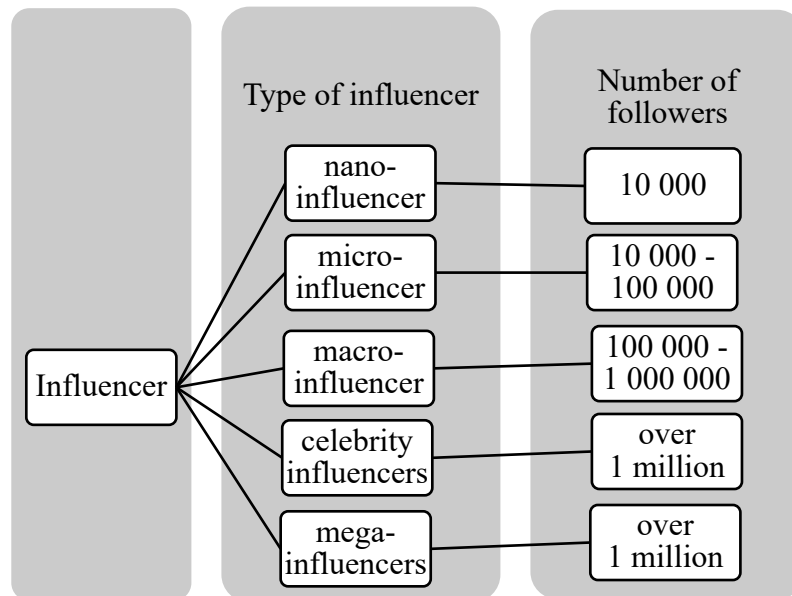 Type of influencer
Number of
followers
nano-
influencer
10 000
micro-
influencer
10 000 -
100 000
macro-
influencer
100 000 -
1 000 000
Influencer
celebrity
influencers
over
1 million
mega-
influencers
over
1 million